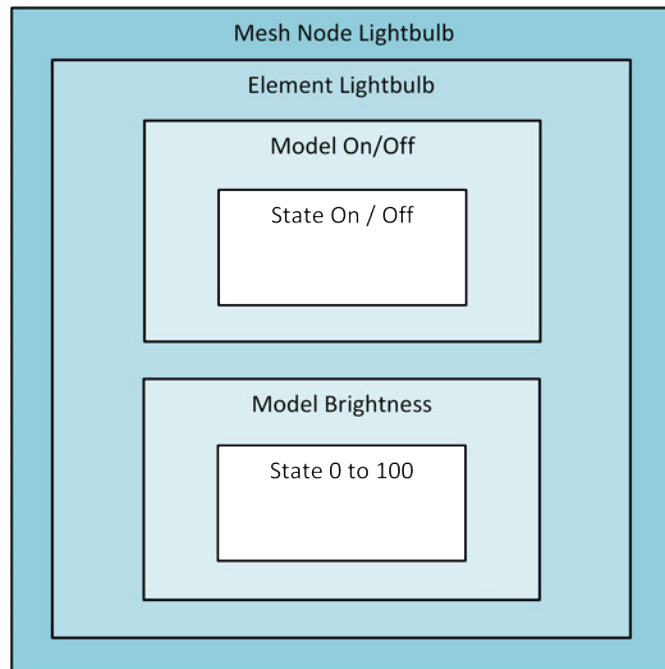 Mesh Node Lightbulb
Element Lightbulb
Model On/Off
State On / Off
Model Brightness
State 0 to 100